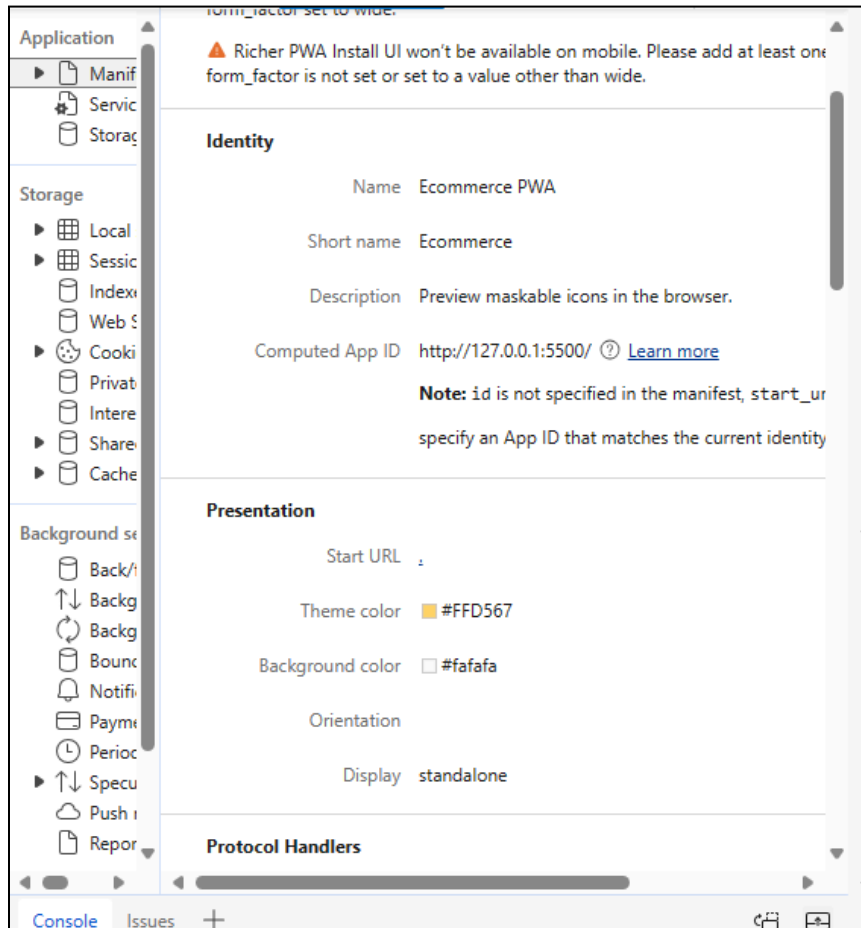 Application
Manif
Servic
Storag
Storage
Local
Sessic
Indexe
Web S
Cooki
Privat
Intere
Share
Cache
Background se
Back/f
Backg
Backg
Bounc
Notifi
Payme
Perioc
Specu
Push r
Repor
form_factor set to wide.
Richer PWA Install UI won't be available on mobile. Please add at least one
form_factor is not set or set to a value other than wide.
Identity
Name Ecommerce PWA
Short name Ecommerce
Description Preview maskable icons in the browser.
Computed App ID http://127.0.0.1:5500/ Learn more
Note: id is not specified in the manifest, start_ur
specify an App ID that matches the current identity
Presentation
Start URL .
Theme color #FFD567
Background color #fafafa
Orientation
Display standalone
Protocol Handlers
Console Issues